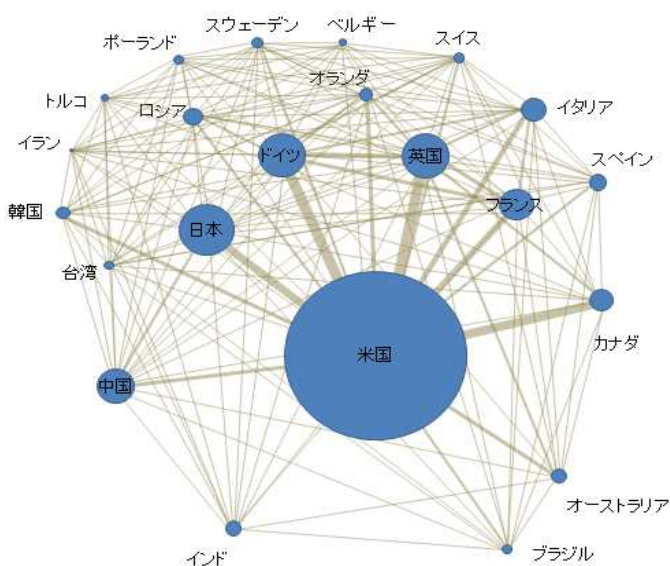 スウェーデン
ベルギー
スイス
ポーランド
オランダ
トルコ
ロシア
イタリア
イラン
ドイツ
英国
スペイン
韓国
日本
フランス
台湾
カナダ
米国
中国
オーストラリア
インド
ブラジル